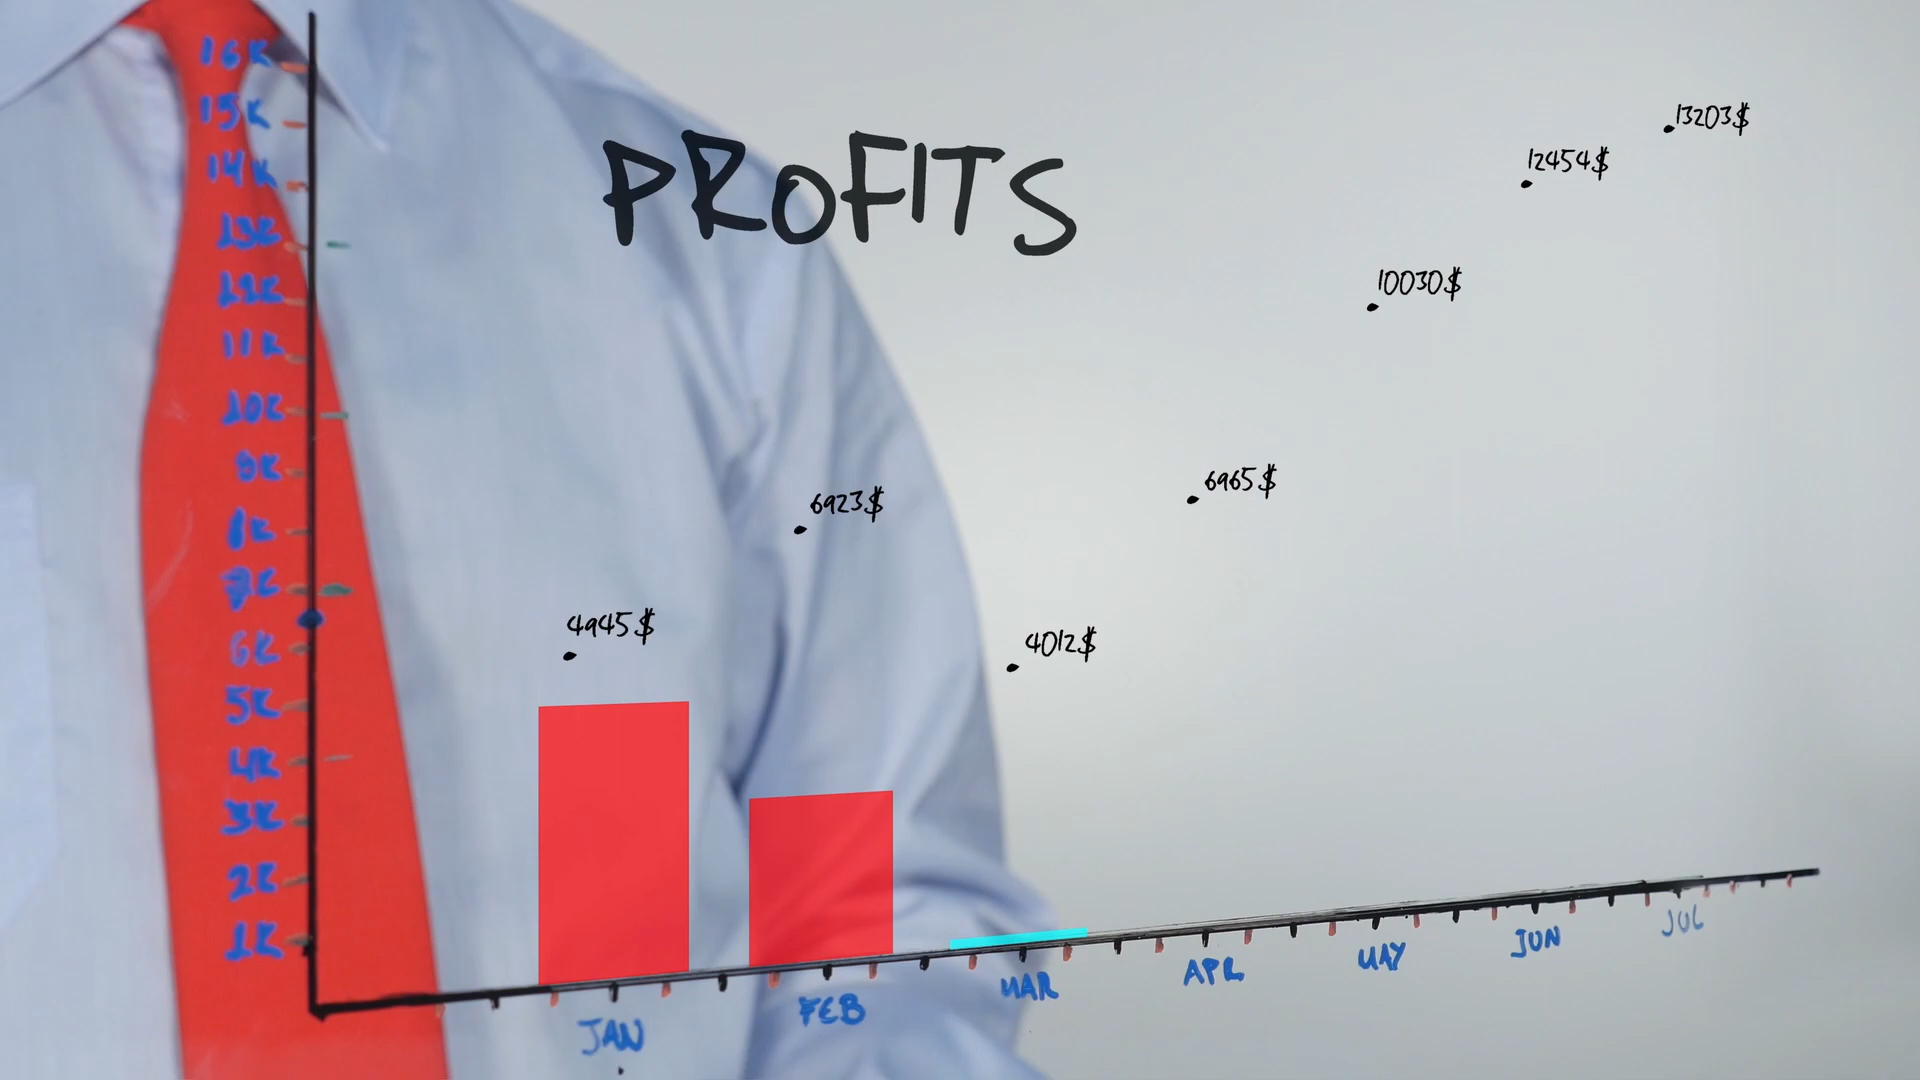 PROFITS
16K
15K
14K
13K
12K
11K
10K
9K
8K
7K
6K
5K
4K
3K
2K
1K
4945$
6923$
4012$
6965$
10030$
12454$
13203$
JAN
FEB
MAR
APR
MAY
JUN
JUL